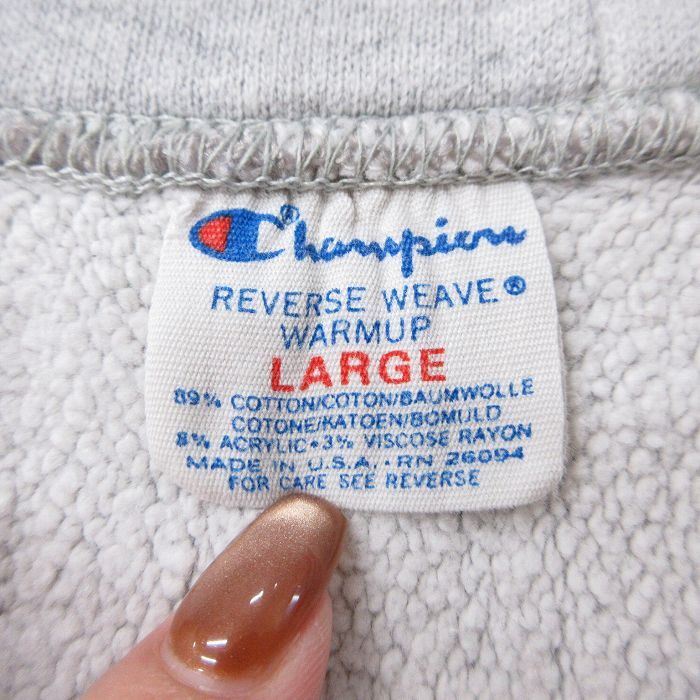 Champion®
REVERSE WEAVE®
WARMUP
LARGE
89% COTTON/COTON/BAUMWOLLE
COTONE/KATOEN/BOMULD
8% ACRYLIC•3% VISCOSE RAYON
MADE IN U.S.A.•RN 26094
FOR CARE SEE REVERSE